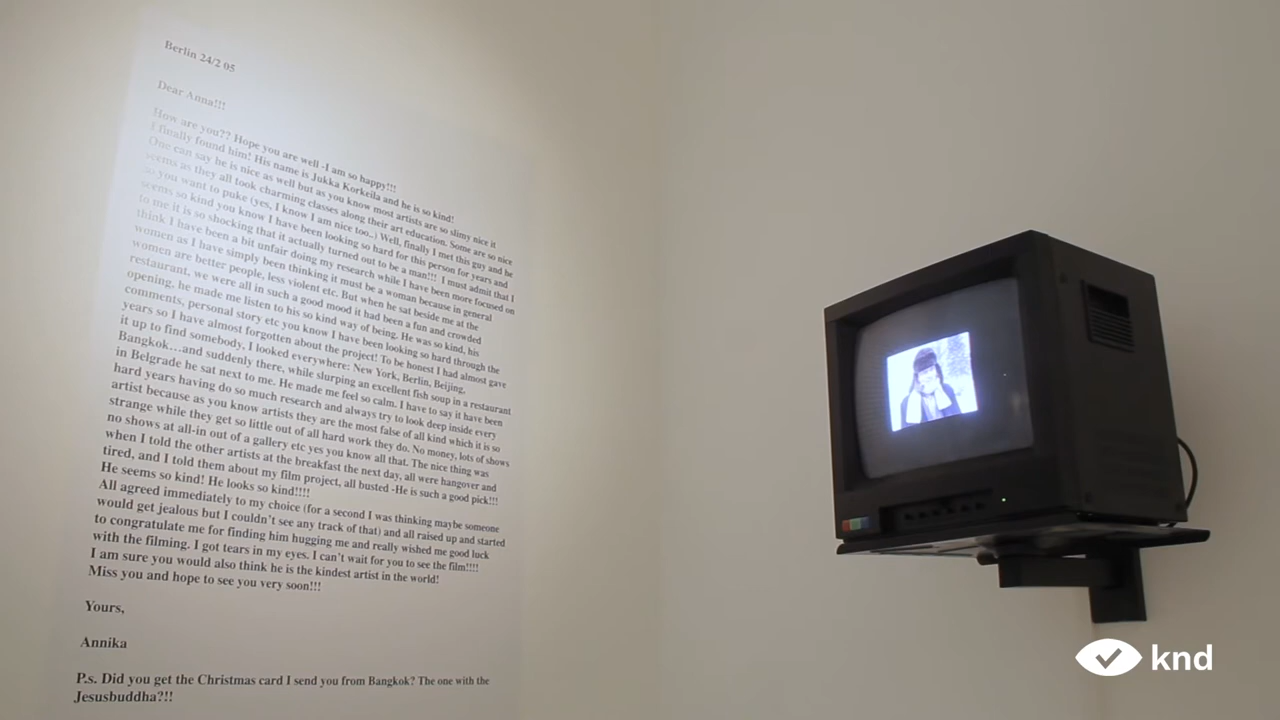 Berlin 24/2 05
Dear Anna!!!
How are you?? Hope you are well -I am so happy!!!
I finally found him! His name is Jukka Korkeila and he is so kind!
One can say he is nice as well but as you know most artists are so slimy nice it
seems as they all took charming classes along their art education. Some are so nice
so you want to puke (yes, I know I am nice too..) Well, finally I met this guy and he
seems so kind you know I have been looking so hard for this person for years and
to me it is so shocking that it actually turned out to be a man!!! I must admit that I
think I have been a bit unfair doing my research while I have been more focused on
women as I have simply been thinking it must be a woman because in general
women are better people, less violent etc. But when he sat beside me at the
restaurant, we were all in such a good mood it had been a fun and crowded
opening, he made me listen to his so kind way of being. He was so kind, his
comments, personal story etc you know I have been looking so hard through the
years so I have almost forgotten about the project! To be honest I had almost gave
it up to find somebody, I looked everywhere: New York, Berlin, Beijing,
Bangkok…and suddenly there, while slurping an excellent fish soup in a restaurant
in Belgrade he sat next to me. He made me feel so calm. I have to say it have been
hard years having do so much research and always try to look deep inside every
artist because as you know artists they are the most false of all kind which it is so
strange while they get so little out of all hard work they do. No money, lots of shows
no shows at all-in out of a gallery etc yes you know all that. The nice thing was
when I told the other artists at the breakfast the next day, all were hangover and
tired, and I told them about my film project, all busted -He is such a good pick!!!
He seems so kind! He looks so kind!!!!
All agreed immediately to my choice (for a second I was thinking maybe someone
would get jealous but I couldn't see any track of that) and all raised up and started
to congratulate me for finding him hugging me and really wished me good luck
with the filming. I got tears in my eyes. I can't wait for you to see the film!!!!
I am sure you would also think he is the kindest artist in the world!
Miss you and hope to see you very soon!!!
Yours,
Annika
P.s. Did you get the Christmas card I send you from Bangkok? The one with the
Jesusbuddha?!!
knd